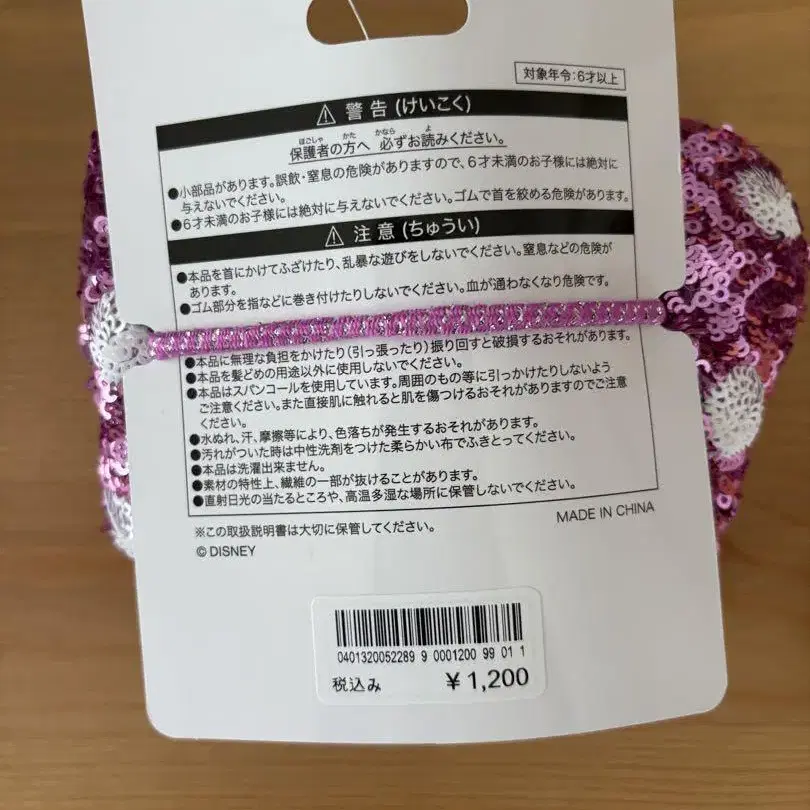 対象年令:6才以上
⚠ 警告 (けいこく)
ほごしゃ かた かなら よ
保護者の方へ 必ずお読みください。
●小部品があります。誤飲・窒息の危険がありますので、6才未満のお子様には絶対に
与えないでください。
●6才未満のお子様には絶対に与えないでください。ゴムで首を絞める危険があります。
⚠ 注意 (ちゅうい)
●本品を首にかけてふざけたり、乱暴な遊びをしないでください。窒息などの危険が
あります。
●ゴム部分を指などに巻き付けたりしないでください。血が通わなくなり危険です。
●本品に無理な負担をかけたり(引っ張ったり)振り回すと破損するおそれがあります。
●本品を髪どめの用途以外に使用しないでください。
●本品はスパンコールを使用しています。周囲のもの等に引っかけたりしないよう
ご注意ください。また直接肌に触れると肌を傷つけるおそれがありますのでご注意
ください。
●水ぬれ、汗、摩擦等により、色落ちが発生するおそれがあります。
●汚れがついた時は中性洗剤をつけた柔らかい布でふきとってください。
●本品は洗濯出来ません。
●素材の特性上、繊維の一部が抜けることがあります。
●直射日光の当たるところや、高温多湿な場所に保管しないでください。
※この取扱説明書は大切に保管してください。
MADE IN CHINA
© DISNEY
0401320052289 9 0001200 99 01 1
税込み ¥1,200